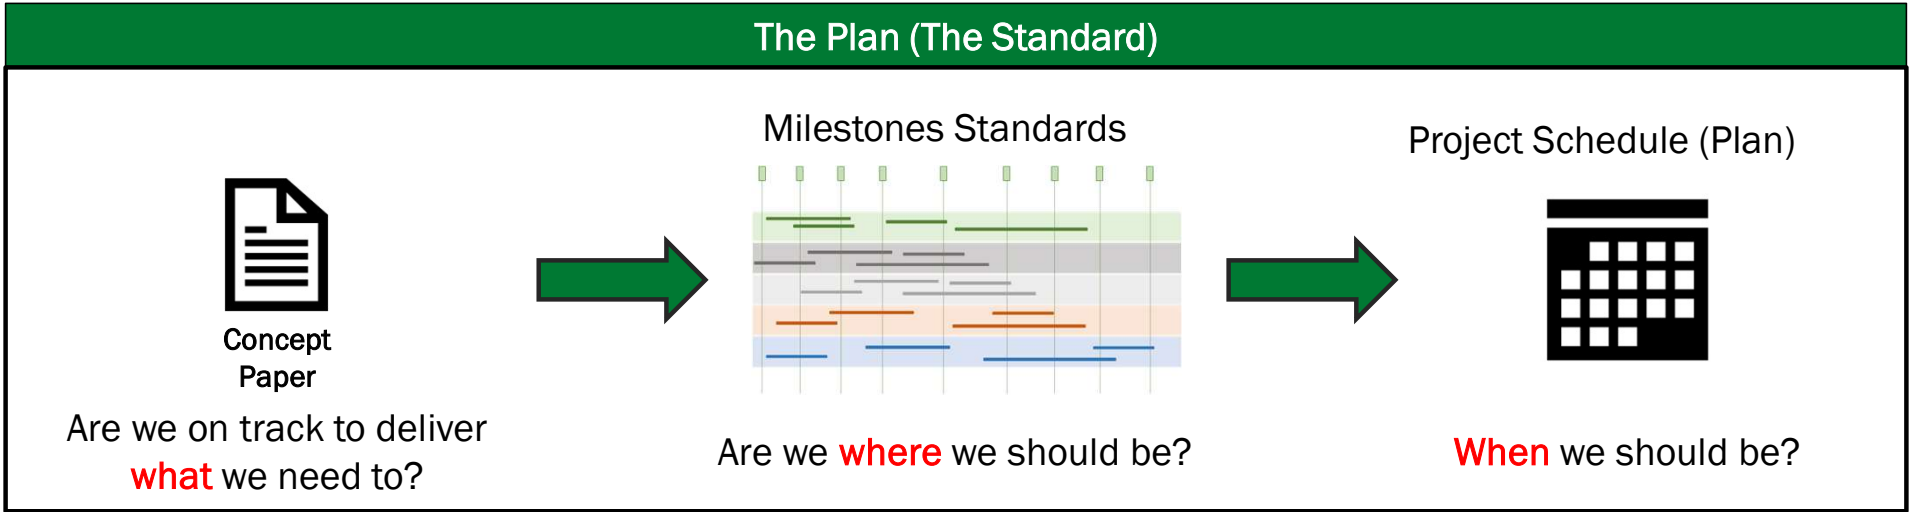 The Plan (The Standard)
Concept
Paper
Are we on track to deliver
what we need to?
Milestones Standards
Are we where we should be?
Project Schedule (Plan)
When we should be?